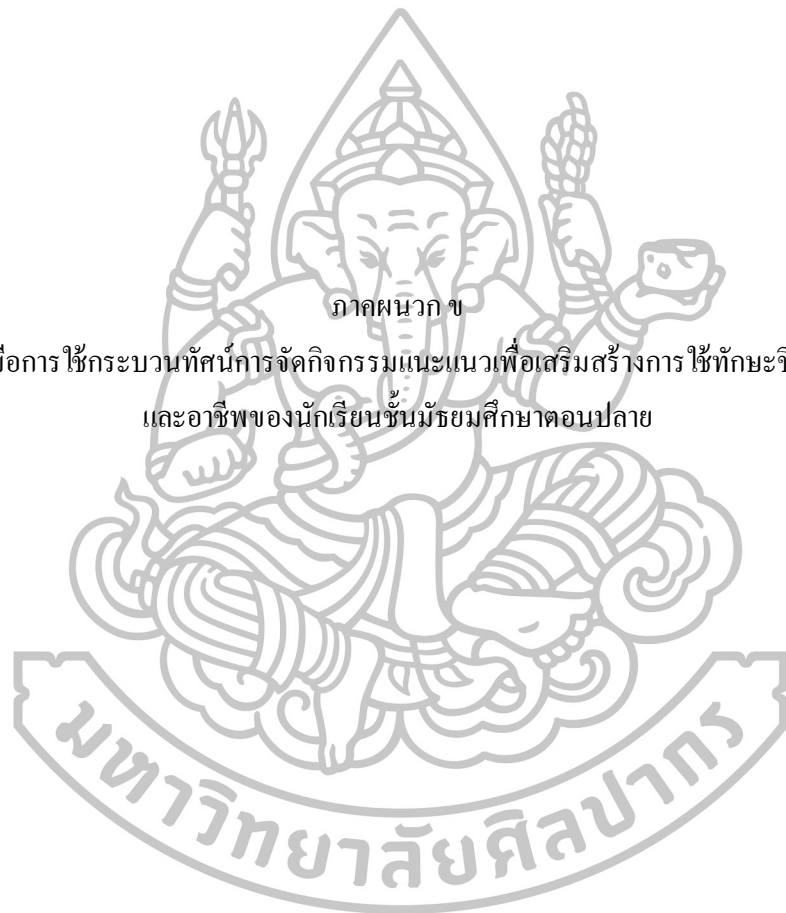 ภาคผนวก ข
มือการใช้กระบวนทัศน์การจัดกิจกรรมแนะแนวเพื่อเสริมสร้างการใช้ทักษะชี
และอาชีพของนักเรียนชั้นมัธยมศึกษาตอนปลาย
มหาวิทยาลัยศิลปากร